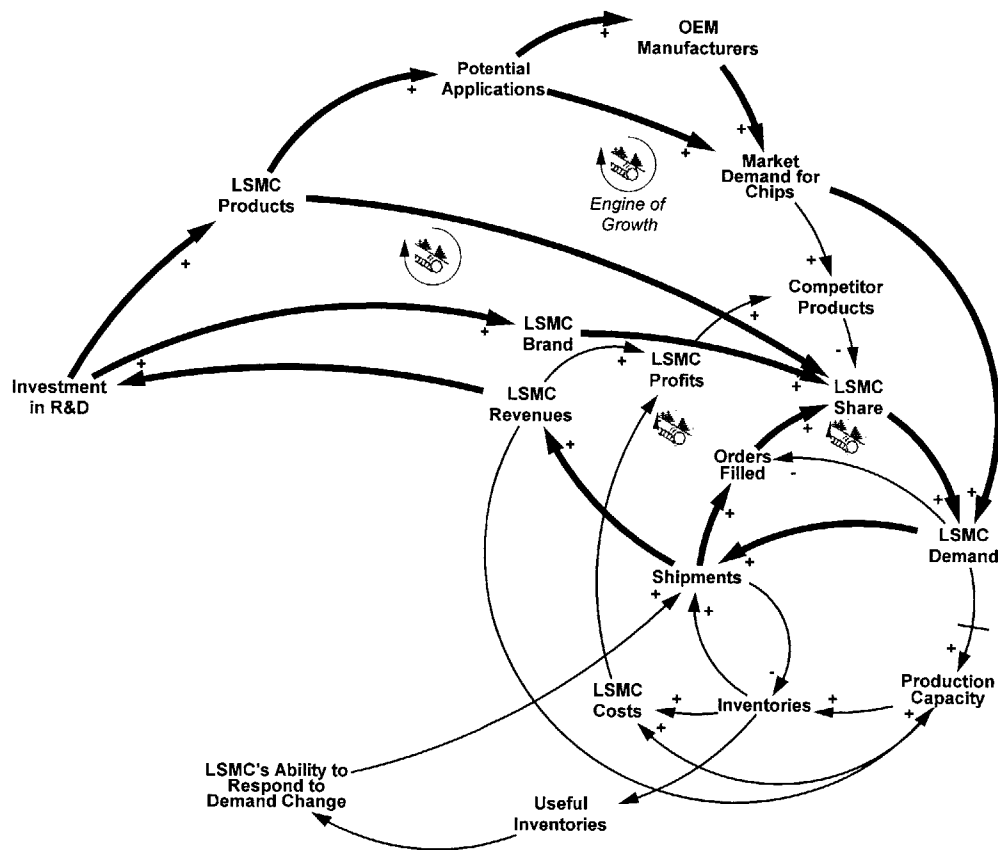 OEM
Manufacturers
+
Potential
Applications
+
+
+
Market
Demand for
Chips
LSMC
Products
Engine of
Growth
+
+
Competitor
Products
+
LSMC
Brand
+
+
+
LSMC
Profits
-
Investment
in R&D
LSMC
Revenues
+
LSMC
Share
+
+
Orders
Filled
-
+
+
+
LSMC
Demand
+
+
Shipments
+
+
+
-
Production
Capacity
LSMC
Costs
+
Inventories
+
+
+
LSMC's Ability to
Respond to
Demand Change
Useful
Inventories